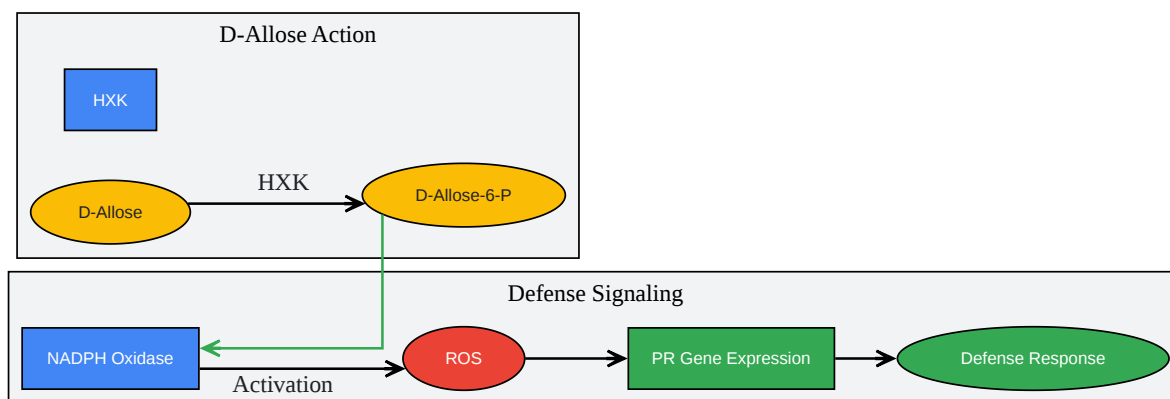 D-Allose Action
HXK
HXK
D-Allose
D-Allose-6-P
Defense Signaling
NADPH Oxidase
Activation
ROS
PR Gene Expression
Defense Response